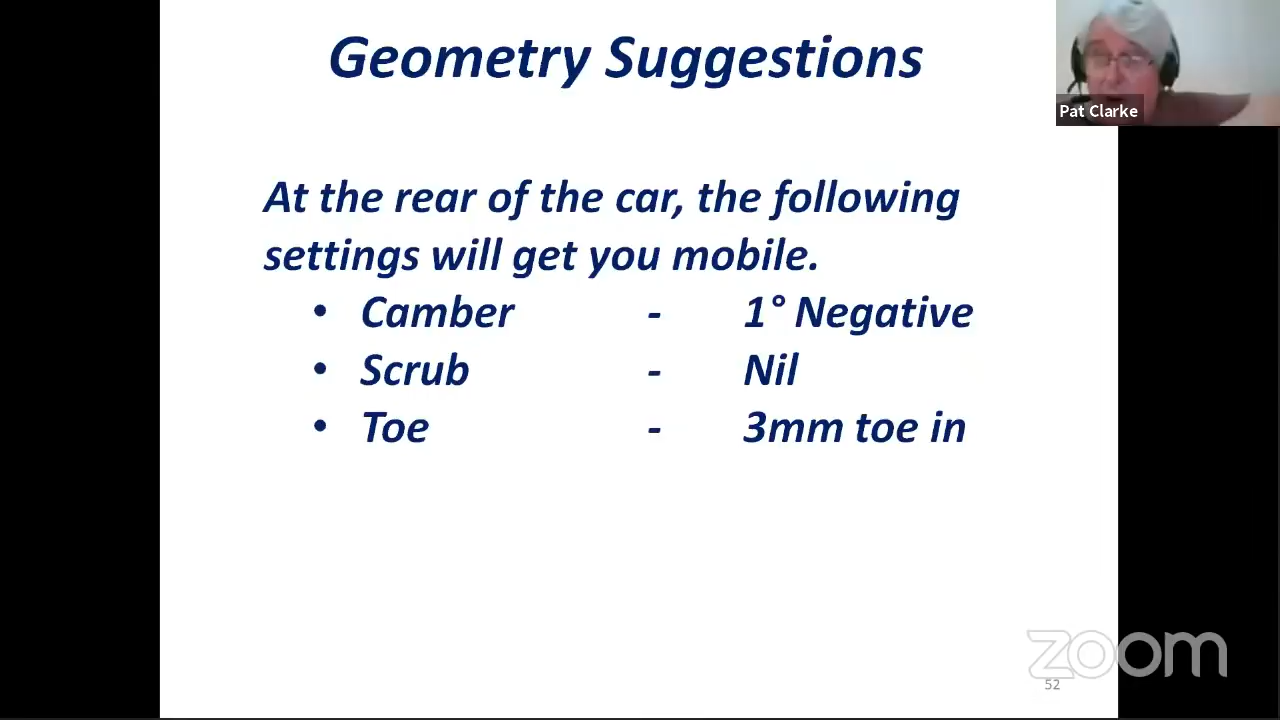 Geometry Suggestions
Pat Clarke
At the rear of the car, the following
settings will get you mobile.
• Camber - 1° Negative
• Scrub - Nil
• Toe - 3mm toe in
zoom
52